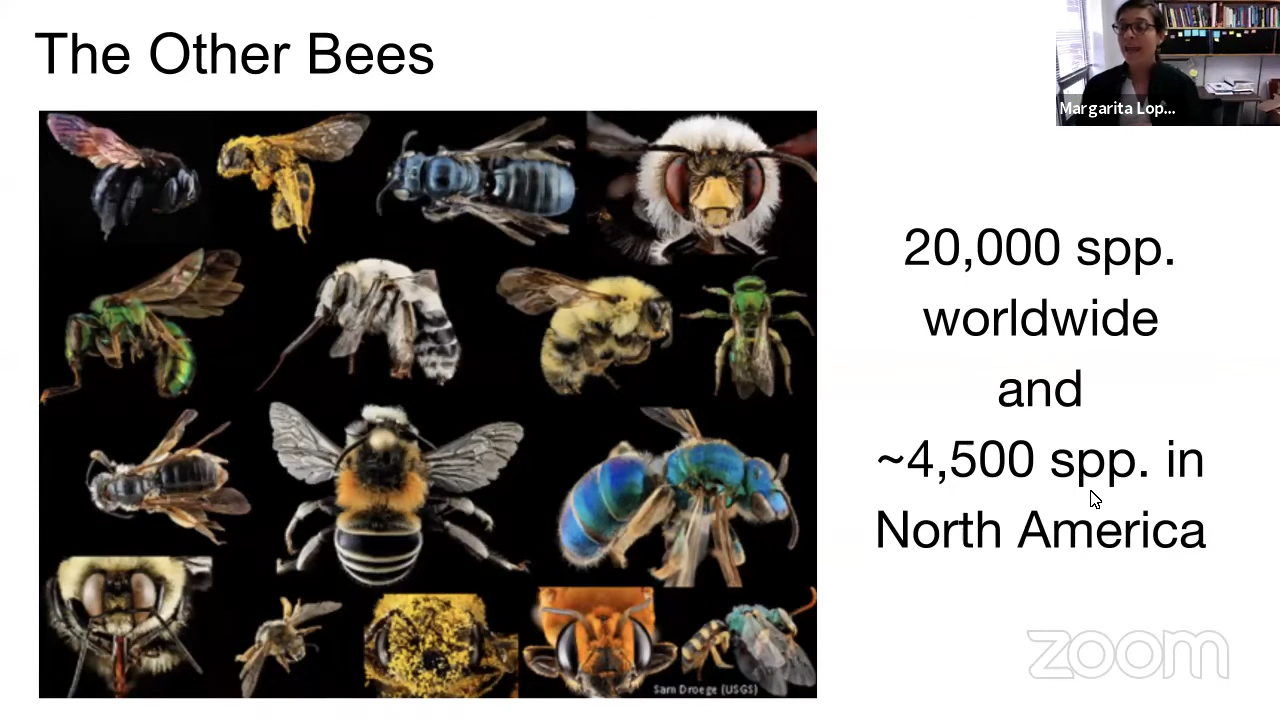 The Other Bees
Margarita Lop...
20,000 spp.
worldwide
and
~4,500 spp. in
North America
Sam Droege (USGS)
zoom